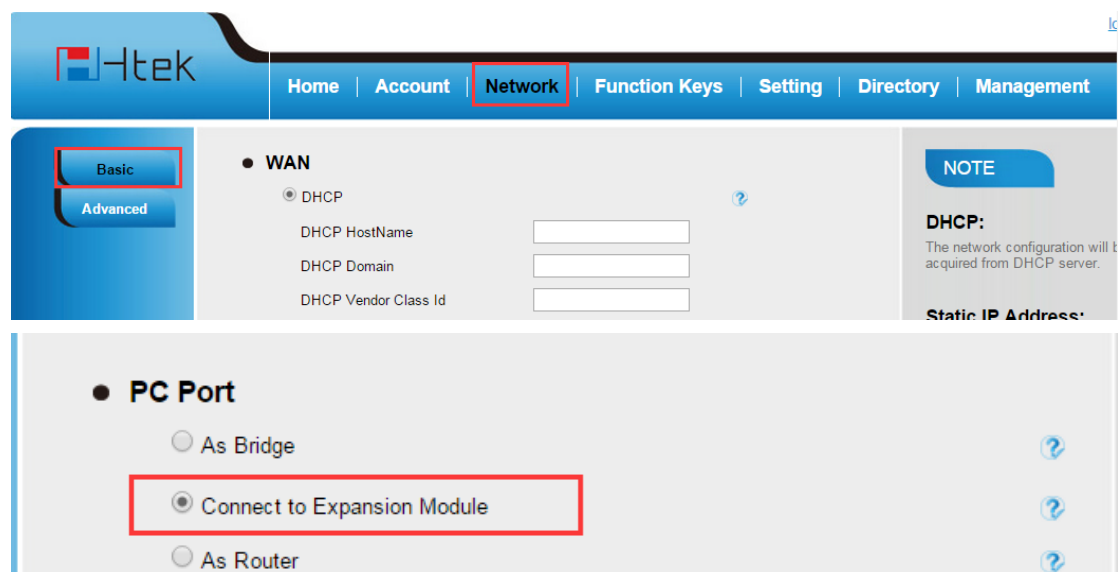 Htek
Home | Account | Network | Function Keys | Setting | Directory | Management
Basic
Advanced
WAN
DHCP
DHCP HostName
DHCP Domain
DHCP Vendor Class Id
NOTE
DHCP:
The network configuration will
acquired from DHCP server.
Static IP Address:
PC Port
As Bridge
Connect to Expansion Module
As Router